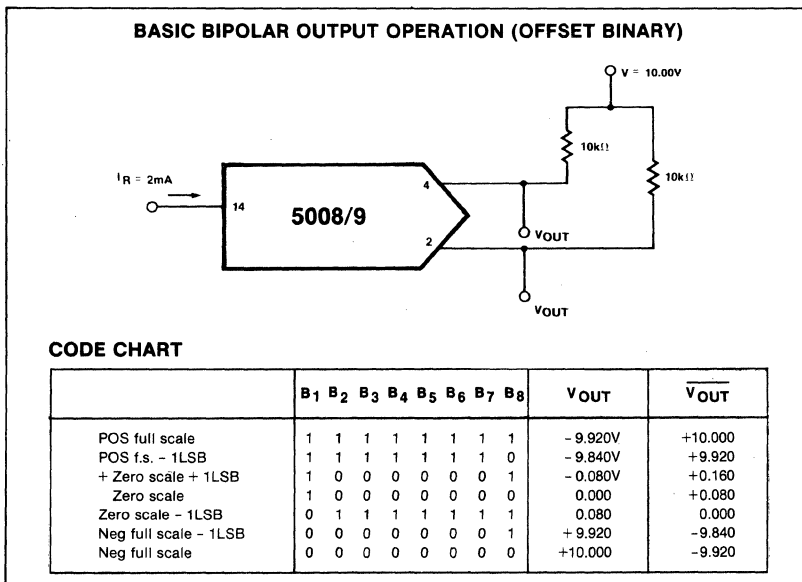 BASIC BIPOLAR OUTPUT OPERATION (OFFSET BINARY)
V = 10.00V
10kΩ
10kΩ
IR = 2mA
14
5008/9
4
2
VOUT
VOUT
CODE CHART
B1 B2 B3 B4 B5 B6 B7 B8 VOUT V̅O̅U̅T̅
POS full scale 1 1 1 1 1 1 1 1 -9.920V +10.000
POS f.s. - 1LSB 1 1 1 1 1 1 1 0 -9.840V +9.920
+ Zero scale + 1LSB 1 0 0 0 0 0 0 1 -0.080V +0.160
Zero scale 1 0 0 0 0 0 0 0 0.000 +0.080
Zero scale - 1LSB 0 1 1 1 1 1 1 1 0.080 0.000
Neg full scale - 1LSB 0 0 0 0 0 0 0 1 +9.920 -9.840
Neg full scale 0 0 0 0 0 0 0 0 +10.000 -9.920